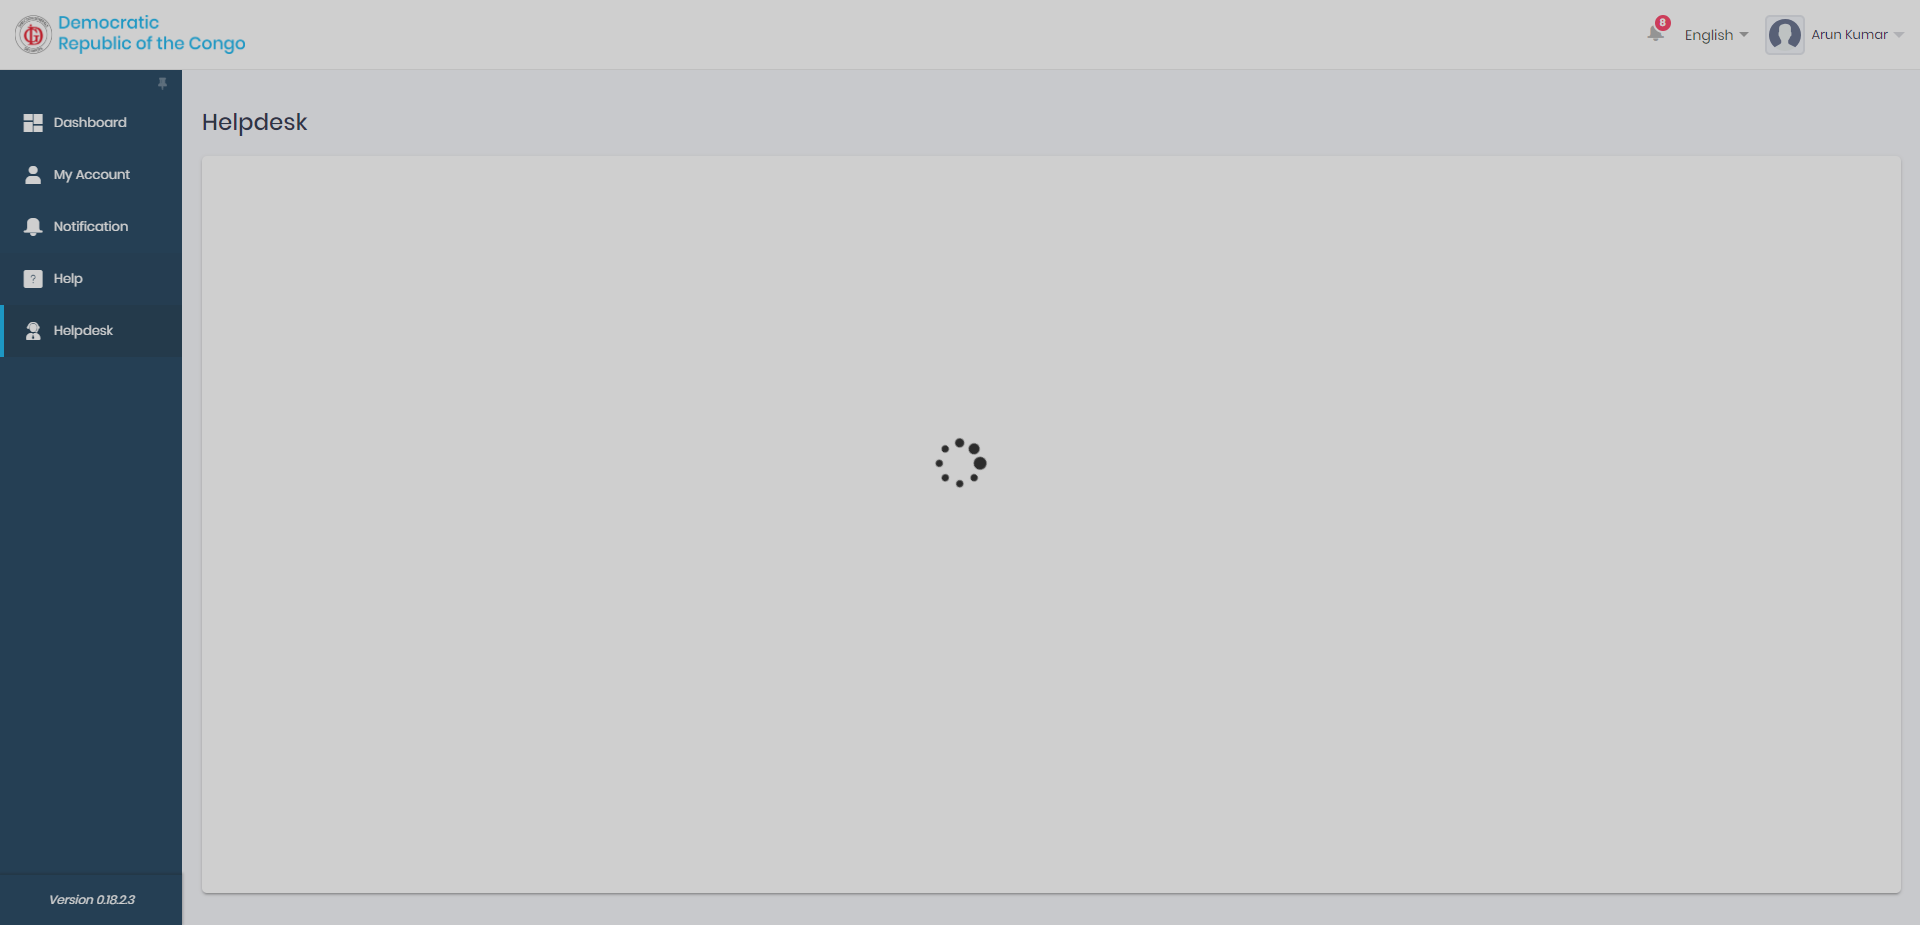 Democratic
Republic of the Congo
8
English
Arun Kumar
Dashboard
My Account
Notification
?
Help
Helpdesk
Helpdesk
Version 0.18.2.3